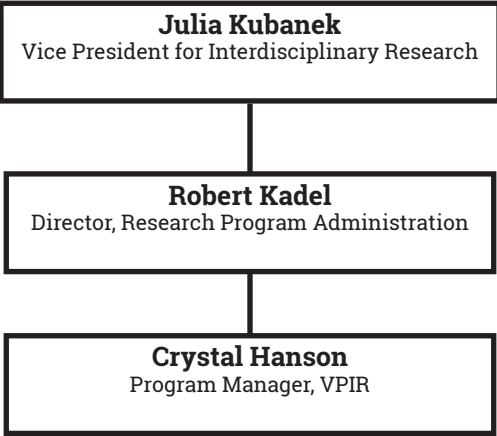 Julia Kubanek
Vice President for Interdisciplinary Research
Robert Kadel
Director, Research Program Administration
Crystal Hanson
Program Manager, VPIR